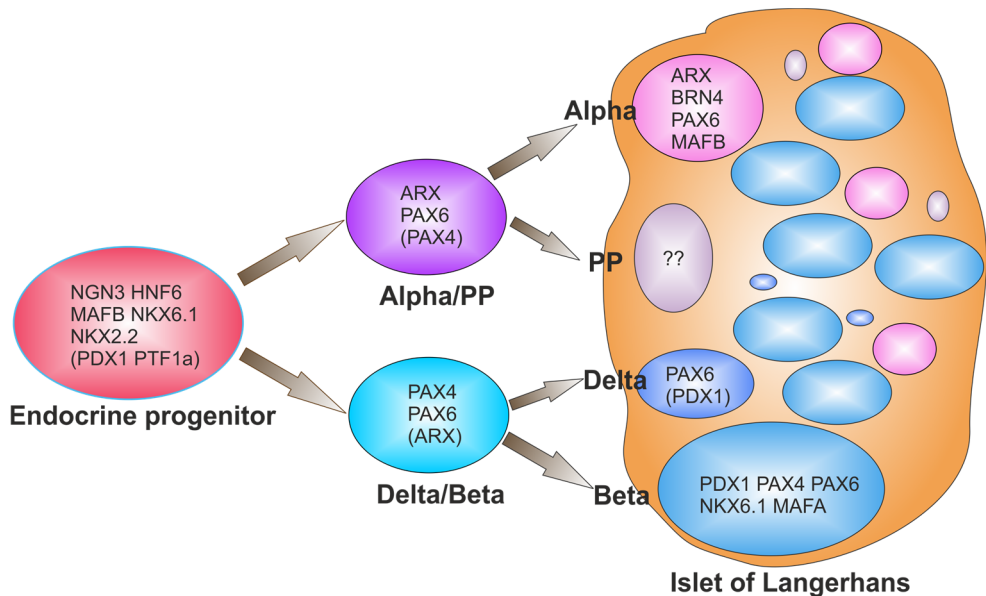 NGN3 HNF6
MAFB NKX6.1
NKX2.2
(PDX1 PTF1a)
Endocrine progenitor
ARX
PAX6
(PAX4)
Alpha/PP
PAX4
PAX6
(ARX)
Delta/Beta
Alpha
ARX
BRN4
PAX6
MAFB
PP
??
Delta
PAX6
(PDX1)
Beta
PDX1 PAX4 PAX6
NKX6.1 MAFA
Islet of Langerhans